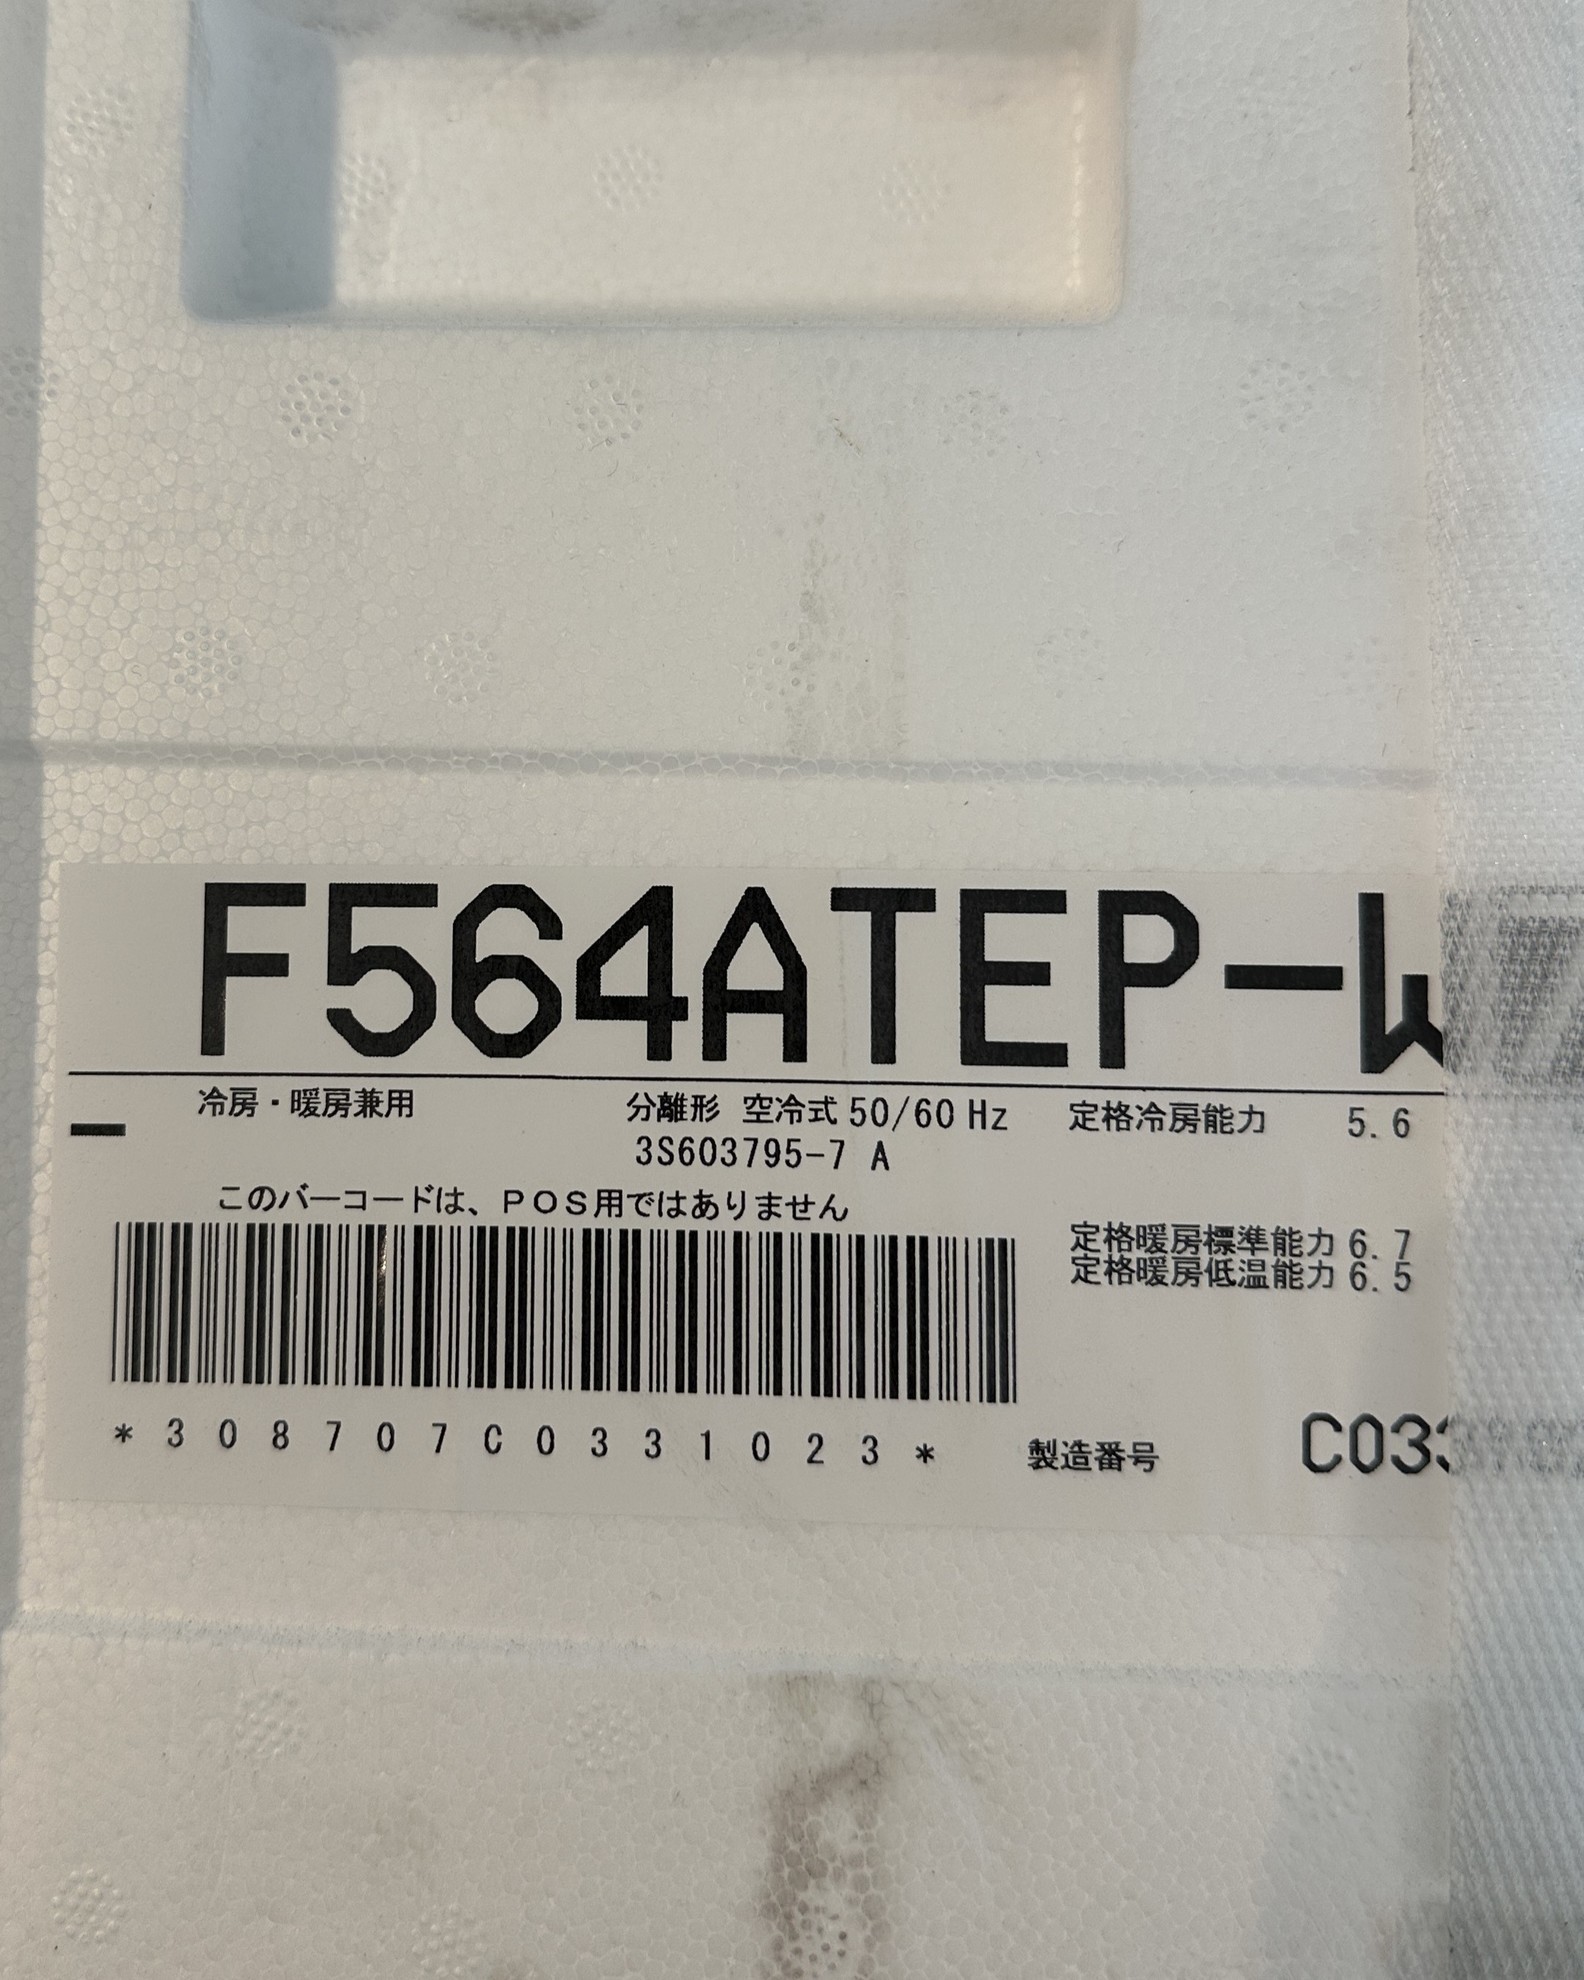 F564ATEP-W
冷房・暖房兼用 分離形 空冷式 50/60 Hz 定格冷房能力 5.6
3S603795-7 A
このバーコードは、POS用ではありません
定格暖房標準能力 6.7
定格暖房低温能力 6.5
*308707C0331023*
製造番号 C033